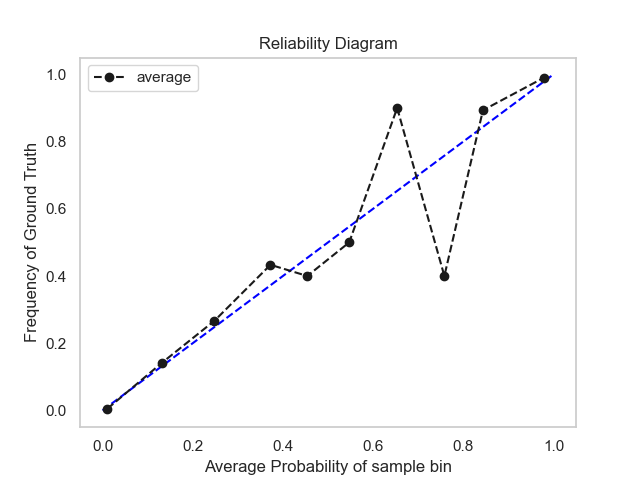 Reliability Diagram
average
Frequency of Ground Truth
1.0
0.8
0.6
0.4
0.2
0.0
0.0 0.2 0.4 0.6 0.8 1.0
Average Probability of sample bin